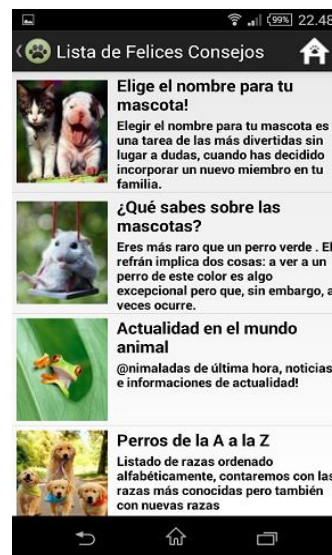 99% 22.48
Lista de Felices Consejos
Elige el nombre para tu
mascota!
Elegir el nombre para tu mascota es
una tarea de las más divertidas sin
lugar a dudas, cuando has decidido
incorporar un nuevo miembro en tu
familia.
¿Qué sabes sobre las
mascotas?
Eres más raro que un perro verde . El
refrán implica dos cosas: a ver a un
perro de este color es algo
excepcional pero que, sin embargo, a
veces ocurre.
Actualidad en el mundo
animal
@nimaladas de última hora, noticias
e informaciones de actualidad!
Perros de la A a la Z
Listado de razas ordenado
alfabéticamente, contaremos con las
razas más conocidas pero también
con nuevas razas